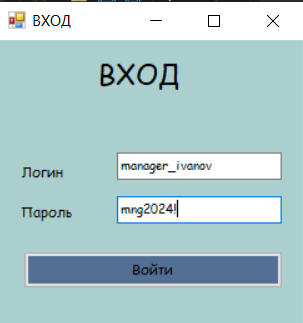 ВХОД
ВХОД
Логин
manager_ivanov
Пароль
mng2024!
Войти